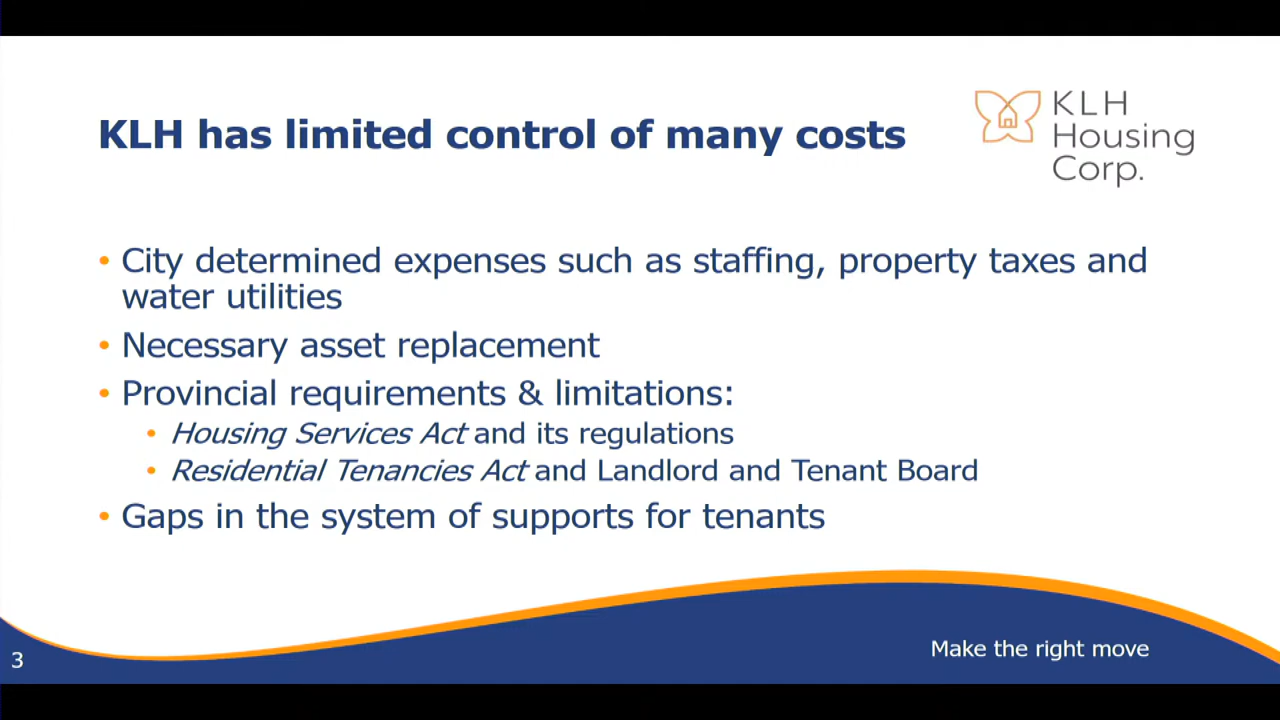 KLH has limited control of many costs
KLH
Housing
Corp.
• City determined expenses such as staffing, property taxes and
water utilities
• Necessary asset replacement
• Provincial requirements & limitations:
• Housing Services Act and its regulations
• Residential Tenancies Act and Landlord and Tenant Board
• Gaps in the system of supports for tenants
Make the right move
3